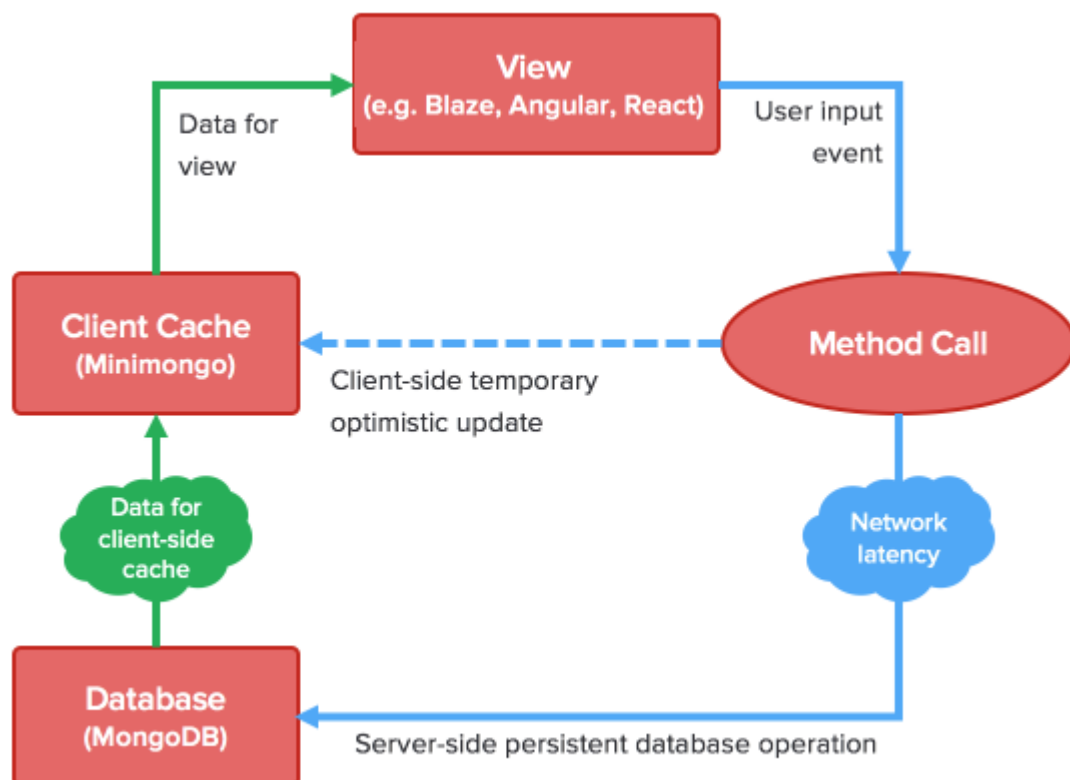 View
(e.g. Blaze, Angular, React)
Data for
view
User input
event
Client Cache
(Minimongo)
Method Call
Client-side temporary
optimistic update
Data for
client-side
cache
Network
latency
Database
(MongoDB)
Server-side persistent database operation